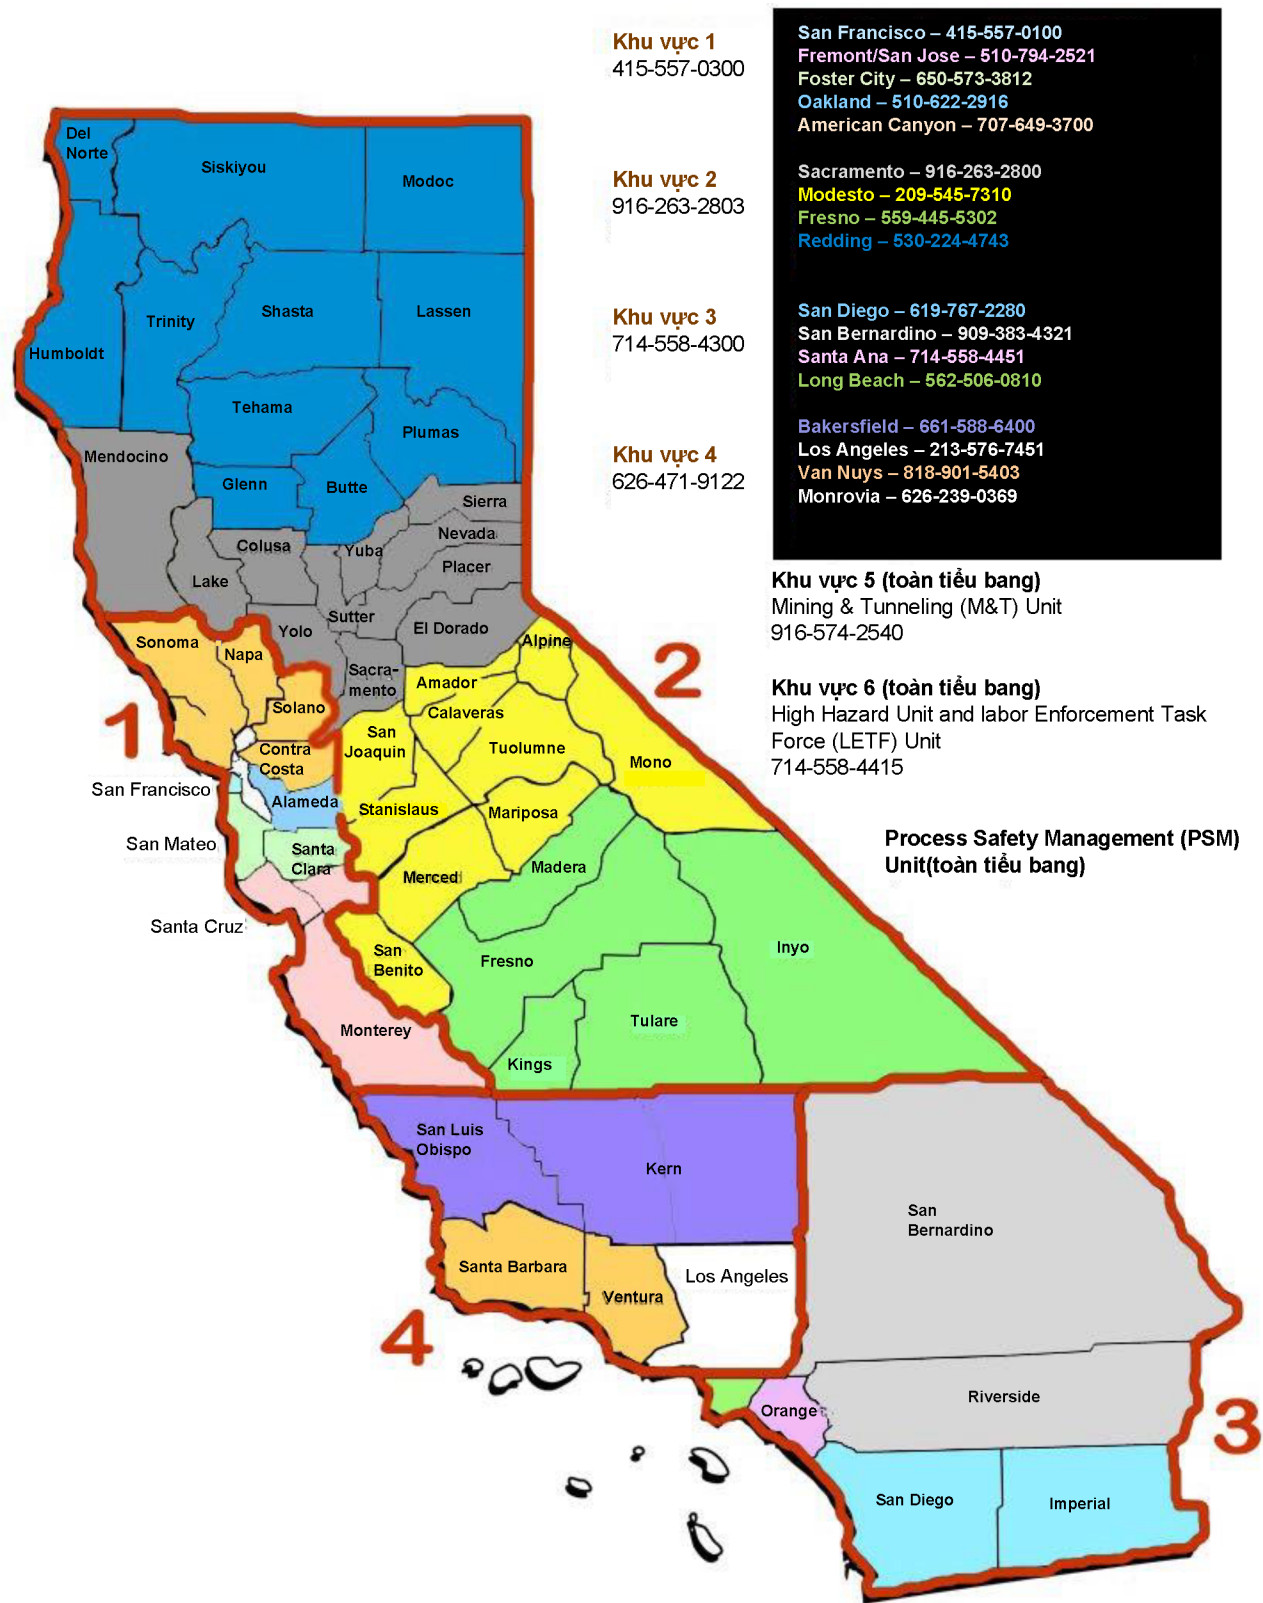 Khu vực 1
415-557-0300
San Francisco – 415-557-0100
Fremont/San Jose – 510-794-2521
Foster City – 650-573-3812
Oakland – 510-622-2916
American Canyon – 707-649-3700
Khu vực 2
916-263-2803
Sacramento – 916-263-2800
Modesto – 209-545-7310
Fresno – 559-445-5302
Redding – 530-224-4743
Khu vực 3
714-558-4300
San Diego – 619-767-2280
San Bernardino – 909-383-4321
Santa Ana – 714-558-4451
Long Beach – 562-506-0810
Khu vực 4
626-471-9122
Bakersfield – 661-588-6400
Los Angeles – 213-576-7451
Van Nuys – 818-901-5403
Monrovia – 626-239-0369
Khu vực 5 (toàn tiểu bang)
Mining & Tunneling (M&T) Unit
916-574-2540
Khu vực 6 (toàn tiểu bang)
High Hazard Unit and labor Enforcement Task
Force (LETF) Unit
714-558-4415
Process Safety Management (PSM)
Unit(toàn tiểu bang)
Del
Norte
Siskiyou
Modoc
Humboldt
Trinity
Shasta
Lassen
Tehama
Plumas
Mendocino
Glenn
Butte
Sierra
Colusa
Yuba
Nevada
Lake
Placer
Sutter
Yolo
El Dorado
Sonoma
Napa
Alpine
Sacra-
mento
Amador
Solano
Calaveras
2
1
San
Joaquin
Contra
Costa
Tuolumne
Mono
San Francisco
Alameda
Stanislaus
Mariposa
San Mateo
Santa
Clara
Madera
Merced
Santa Cruz
San
Benito
Fresno
Inyo
Monterey
Tulare
Kings
San Luis
Obispo
Kern
San
Bernardino
Santa Barbara
Ventura
Los Angeles
4
Orange
Riverside
3
San Diego
Imperial